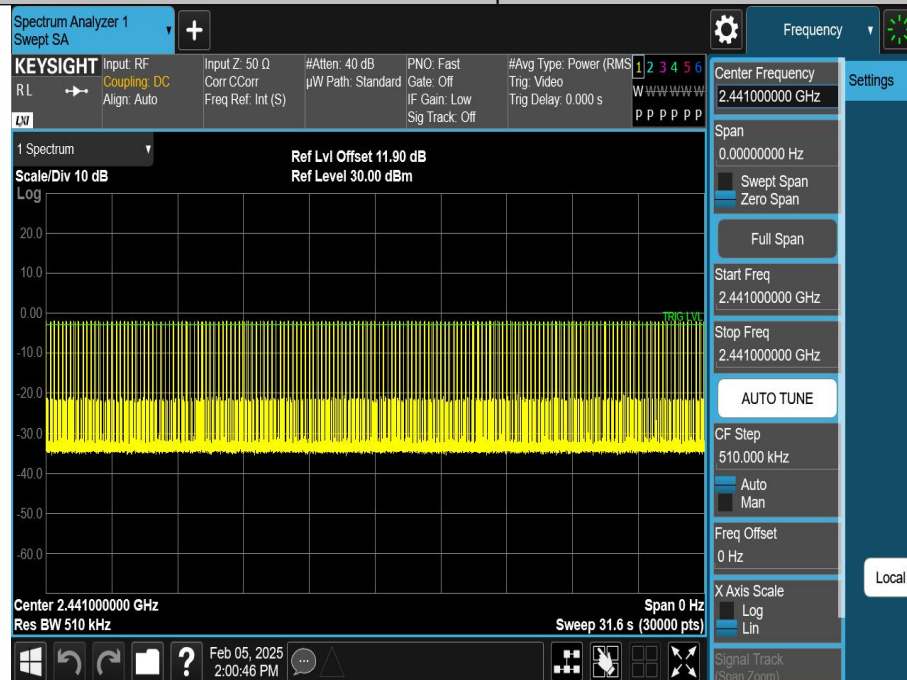 Spectrum Analyzer 1
Swept SA
+
Frequency
KEYSIGHT
RL
LXI
Input: RF
Coupling: DC
Align: Auto
Input Z: 50 Ω
Corr CCorr
Freq Ref: Int (S)
#Atten: 40 dB
µW Path: Standard
PNO: Fast
Gate: Off
IF Gain: Low
Sig Track: Off
#Avg Type: Power (RMS
Trig: Video
Trig Delay: 0.000 s
1 2 3 4 5 6
W W W W W W
P P P P P P
Center Frequency
2.441000000 GHz
Settings
Span
0.00000000 Hz
Swept Span
Zero Span
Full Span
Start Freq
2.441000000 GHz
Stop Freq
2.441000000 GHz
AUTO TUNE
CF Step
510.000 kHz
Auto
Man
Freq Offset
0 Hz
X Axis Scale
Log
Lin
Signal Track
(Span Zoom)
Local
1 Spectrum
Scale/Div 10 dB
Log
Ref Lvl Offset 11.90 dB
Ref Level 30.00 dBm
20.0
10.0
0.00
TRIG LVL
-10.0
-20.0
-30.0
-40.0
-50.0
-60.0
Center 2.441000000 GHz
Res BW 510 kHz
Span 0 Hz
Sweep 31.6 s (30000 pts)
?
Feb 05, 2025
2:00:46 PM